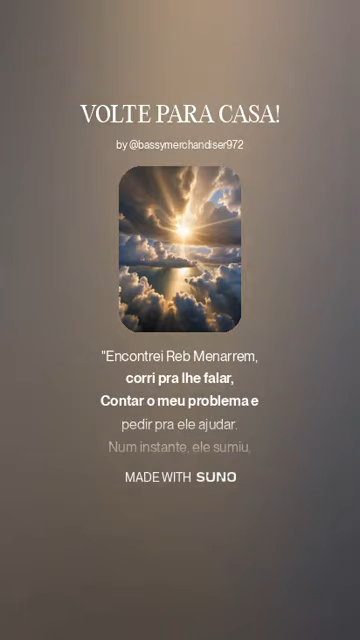 VOLTE PARA CASA!
by @bassymerchandiser972
"Encontrei Reb Menarrem,
corri pra lhe falar,
Contar o meu problema e
pedir pra ele ajudar.
Num instante, ele sumiu,
MADE WITH SUNO